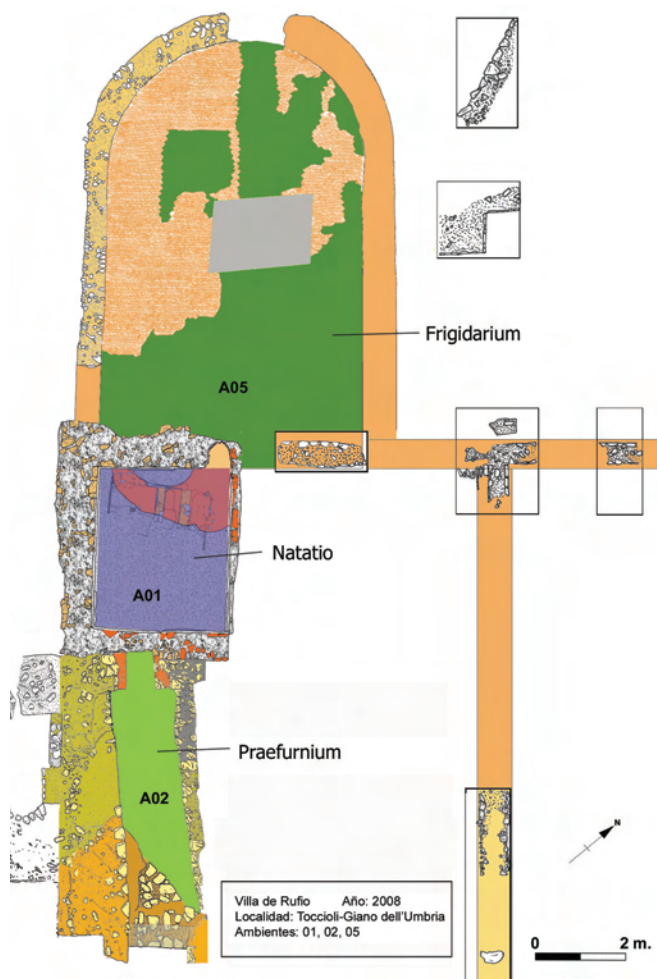 Frigidarium
A05
Natatio
A01
Praefurnium
A02
N
Villa de Rufio Año: 2008
Localidad: Toccioli-Giano dell'Umbria
Ambientes: 01, 02, 05
0 2 m.